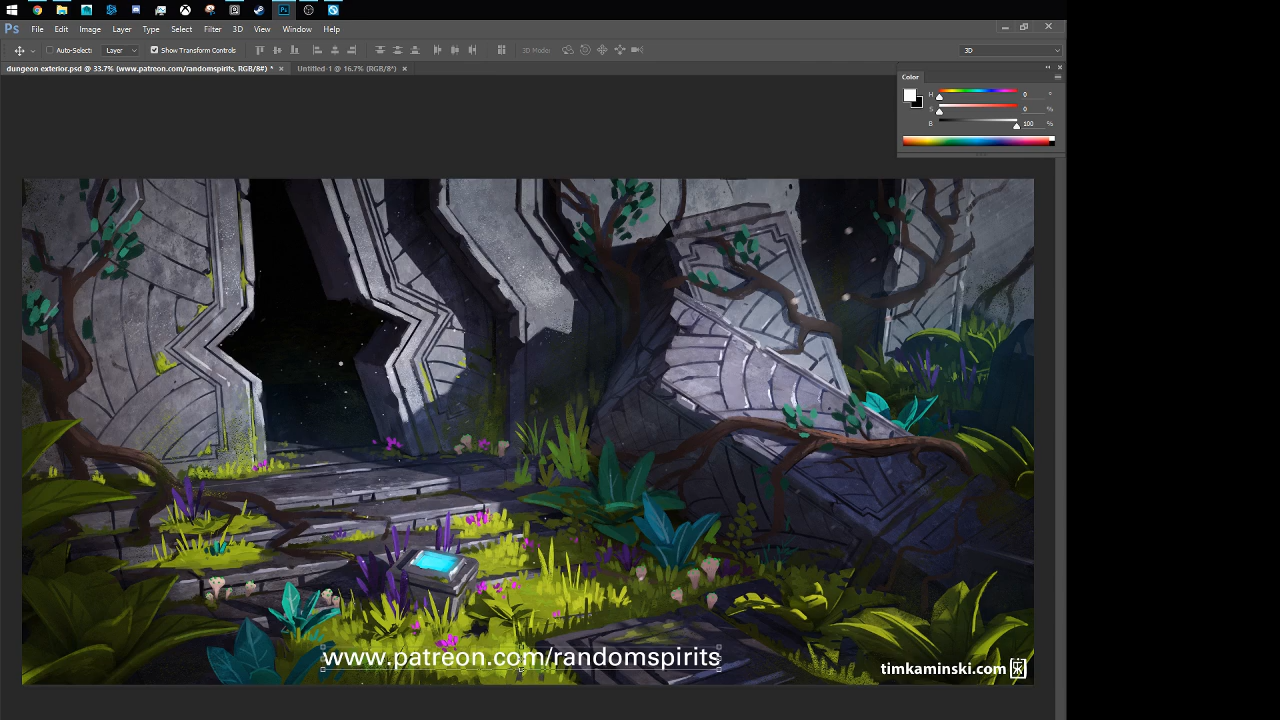 Ps File Edit Image Layer Type Select Filter 3D View Window Help
Auto-Select: Layer Show Transform Controls 3D Mode: 3D
dungeon exterior.psd @ 33.7% (www.patreon.com/randomspirits, RGB/8#) * × Untitled-1 @ 16.7% (RGB/8*) ×
Color
H 0 °
S 0 %
B 100 %
www.patreon.com/randomspirits
timkaminski.com